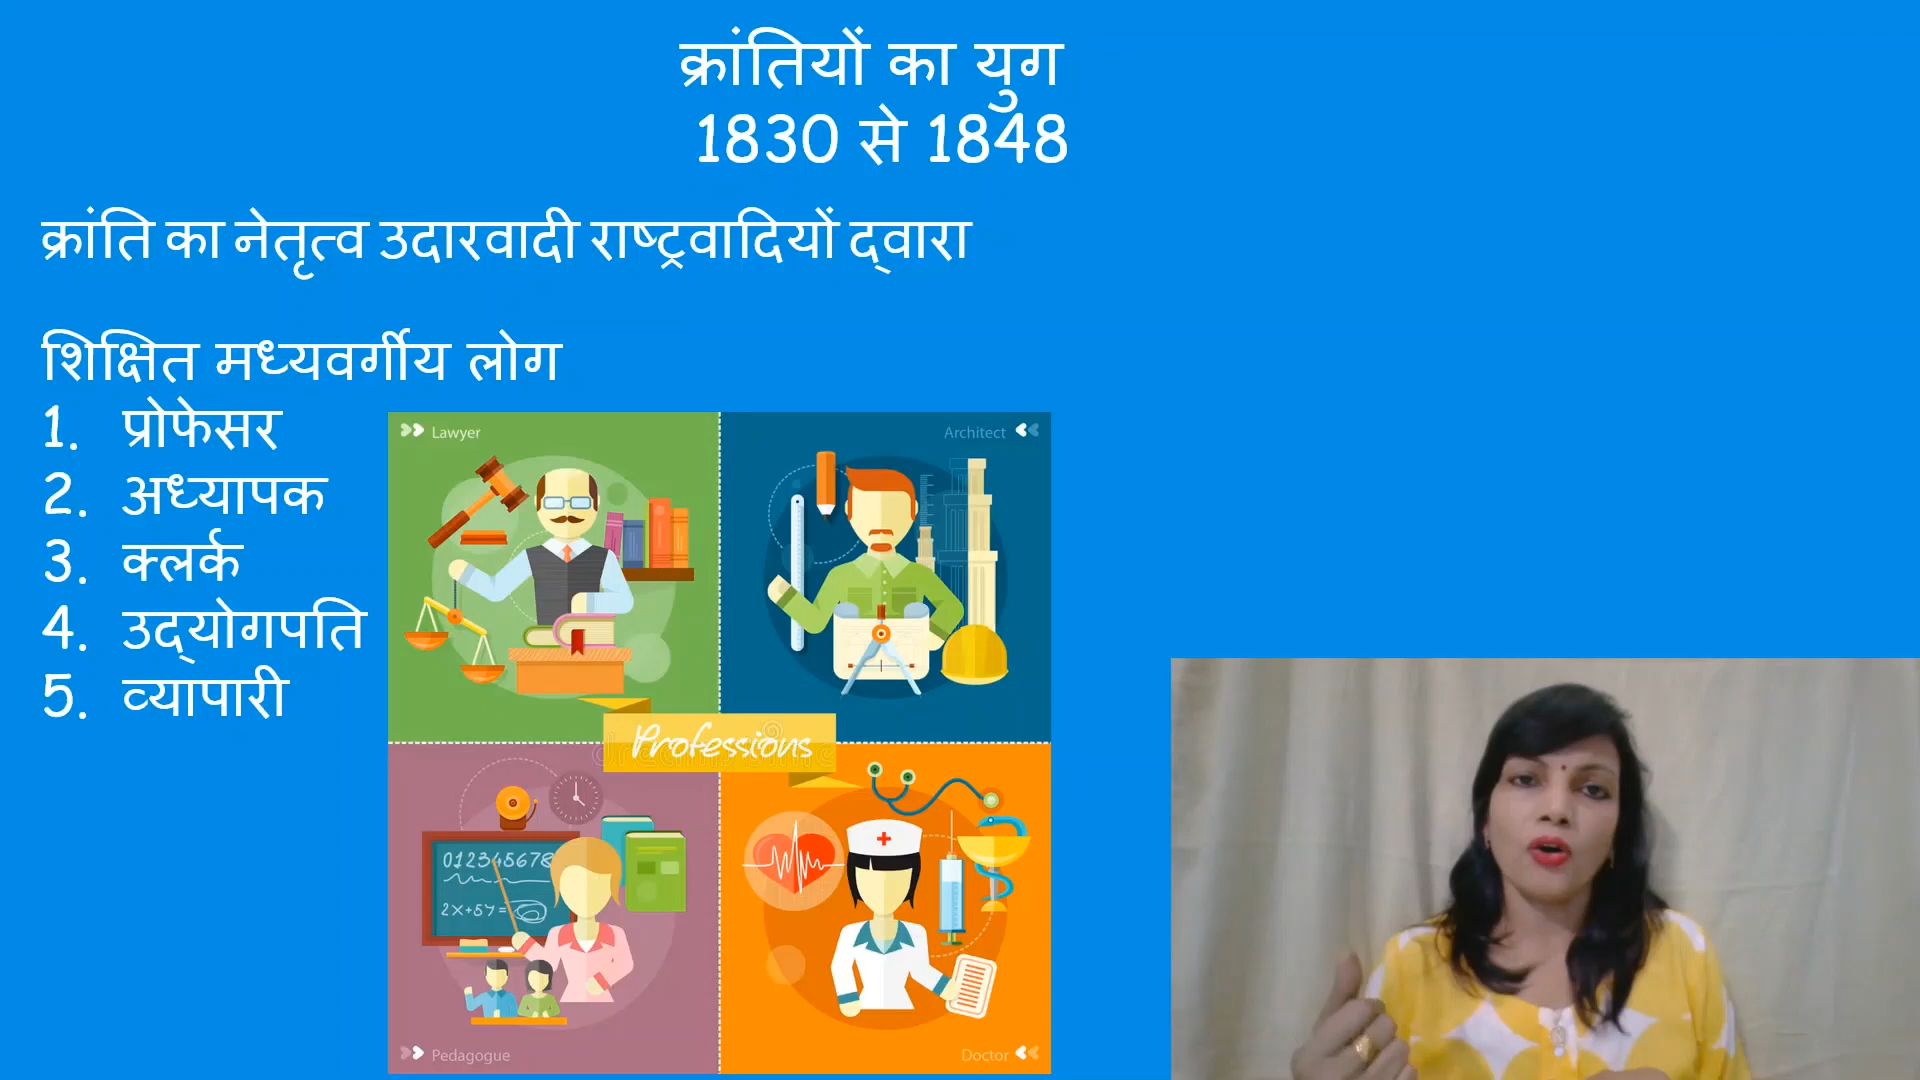 क्रांतियों का युग
1830 से 1848
क्रांति का नेतृत्व उदारवादी राष्ट्रवादियों द्वारा
शिक्षित मध्यवर्गीय लोग
1. प्रोफेसर
2. अध्यापक
3. क्लर्क
4. उद्योगपति
5. व्यापारी
Lawyer
Architect
Professions
012345678
2x+57=
Pedagogue
Doctor